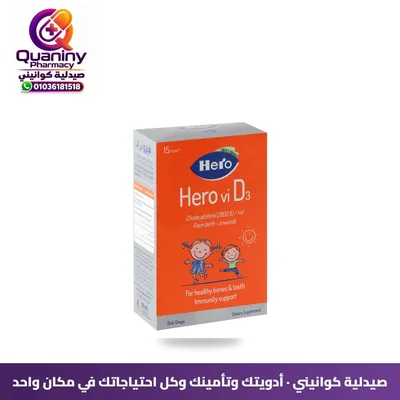 Quaniny
Pharmacy
صيدلية كوانيني
01036181518
15 ml
Hero
Hero vi D3
Cholecalciferol 2800 IU / ml
From birth + onwards
For healthy bones & teeth
Immunity support
Oral Drops
Dietary Supplement
صيدلية كوانيني - أدويتك وتأمينك وكل احتياجاتك في مكان واحد